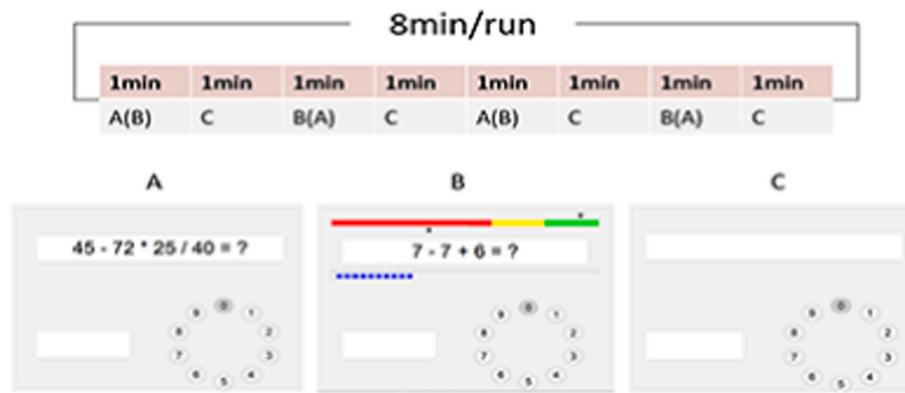 8min/run
1min 1min 1min 1min 1min 1min 1min 1min
A(B) C B(A) C A(B) C B(A) C
A B C
45 - 72 * 25 / 40 = ?
7 - 7 + 6 = ?
0 1 2 3 4 5 6 7 8 9
0 1 2 3 4 5 6 7 8 9
0 1 2 3 4 5 6 7 8 9